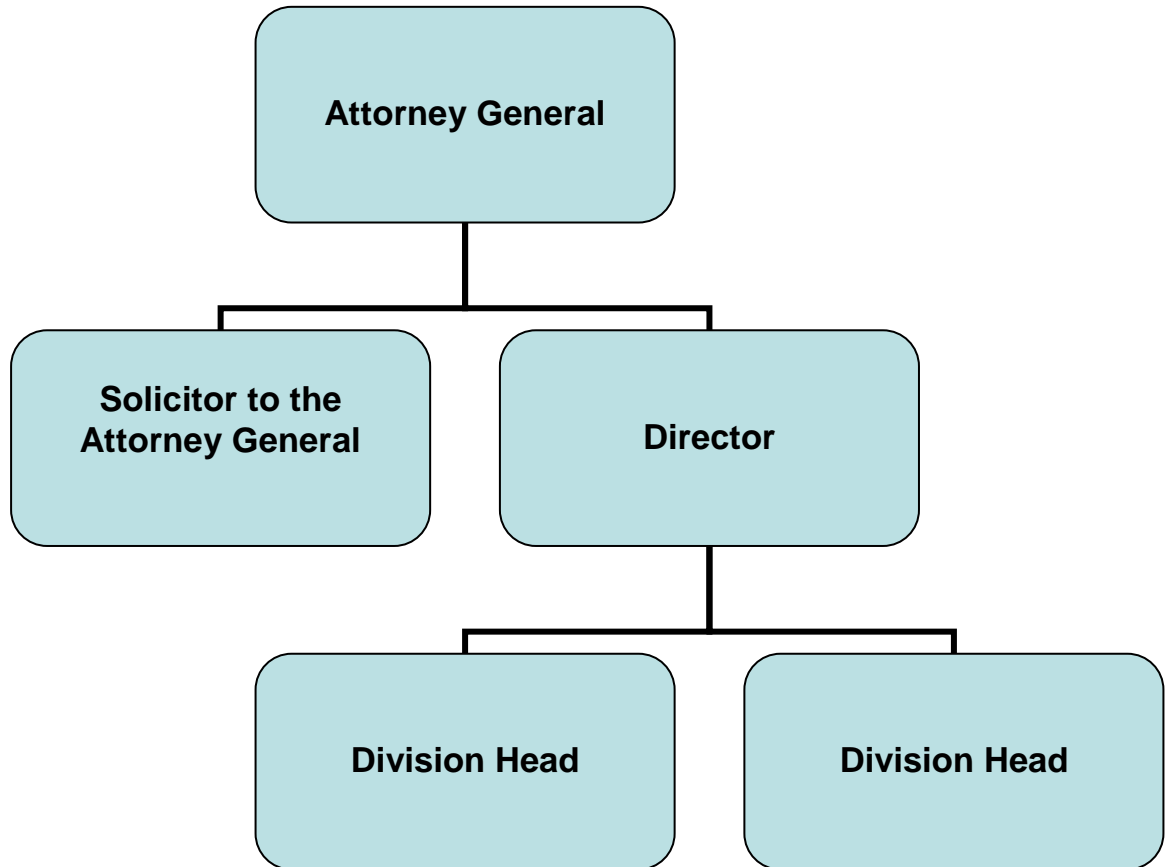 Attorney General
Solicitor to the
Attorney General
Director
Division Head
Division Head